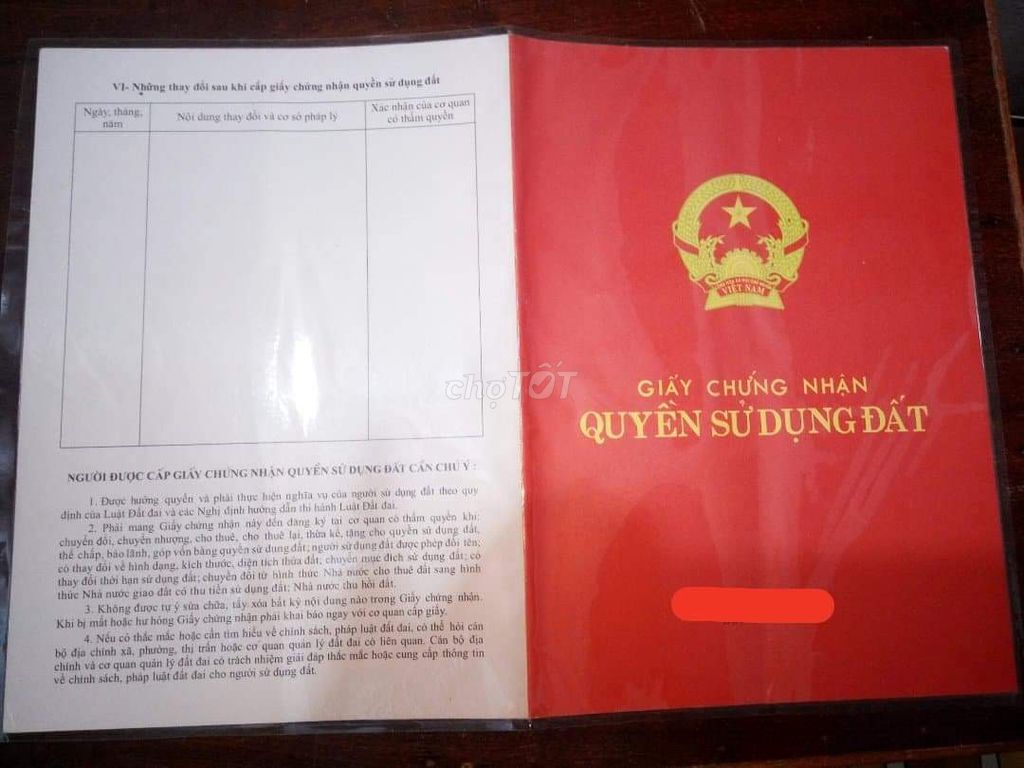 VI- Những thay đổi sau khi cấp giấy chứng nhận quyền sử dụng đất
Ngày, tháng, năm
Nội dung thay đổi và cơ sở pháp lý
Xác nhận của cơ quan có thẩm quyền
NGƯỜI ĐƯỢC CẤP GIẤY CHỨNG NHẬN QUYỀN SỬ DỤNG ĐẤT CẦN CHÚ Ý :
1. Được hưởng quyền và phải thực hiện nghĩa vụ của người sử dụng đất theo quy
định của Luật Đất đai và các Nghị định hướng dẫn thi hành Luật Đất đai.
2. Phải mang Giấy chứng nhận này đến đăng ký tại cơ quan có thẩm quyền khi:
chuyển đổi, chuyển nhượng, cho thuê, cho thuê lại, thừa kế, tặng cho quyền sử dụng đất,
thế chấp, bảo lãnh, góp vốn bằng quyền sử dụng đất; người sử dụng đất được phép đổi tên;
có thay đổi về hình dạng, kích thước, diện tích thửa đất; chuyển mục đích sử dụng đất; có
thay đổi thời hạn sử dụng đất; chuyển đổi từ hình thức Nhà nước cho thuê đất sang hình
thức Nhà nước giao đất có thu tiền sử dụng đất; Nhà nước thu hồi đất.
3. Không được tự ý sửa chữa, tẩy xóa bất kỳ nội dung nào trong Giấy chứng nhận.
Khi bị mất hoặc hư hỏng Giấy chứng nhận phải khai báo ngay với cơ quan cấp giấy.
4. Nếu có thắc mắc hoặc cần tìm hiểu về chính sách, pháp luật đất đai, có thể hỏi cán
bộ địa chính xã, phường, thị trấn hoặc cơ quan quản lý đất đai có liên quan. Cán bộ địa
chính và cơ quan quản lý đất đai có trách nhiệm giải đáp thắc mắc hoặc cung cấp thông tin
về chính sách, pháp luật đất đai cho người sử dụng đất.
chợTỐT
VIỆT NAM
GIẤY CHỨNG NHẬN
QUYỀN SỬ DỤNG ĐẤT